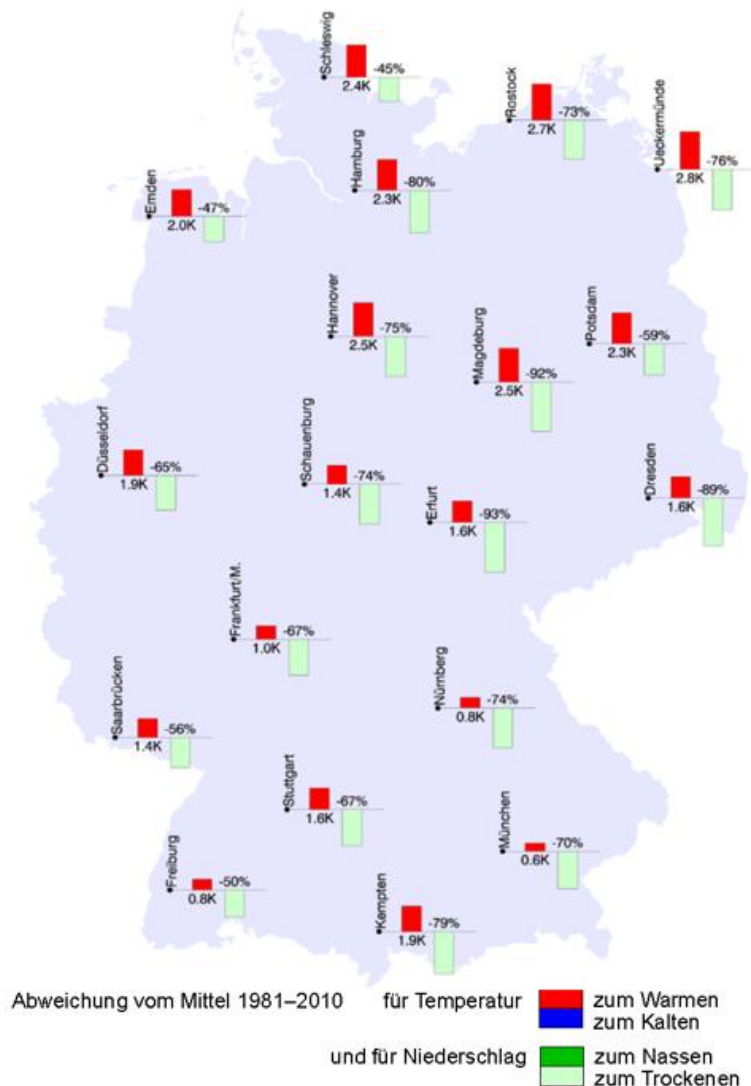 Schleswig
-45%
2.4K
Rostock
-73%
2.7K
Ueckermünde
-76%
2.8K
Hamburg
-80%
2.3K
Emden
-47%
2.0K
Hannover
-75%
2.5K
Potsdam
-59%
2.3K
Magdeburg
-92%
2.5K
Düsseldorf
-65%
1.9K
Schauenburg
-74%
1.4K
Dresden
-89%
1.6K
Erfurt
-93%
1.6K
Frankfurt/M.
-67%
1.0K
Nürnberg
-74%
0.8K
Saarbrücken
-56%
1.4K
Stuttgart
-67%
1.6K
München
-70%
0.6K
Freiburg
-50%
0.8K
Kempten
-79%
1.9K
Abweichung vom Mittel 1981–2010 für Temperatur zum Warmen
zum Kalten
und für Niederschlag zum Nassen
zum Trockenen